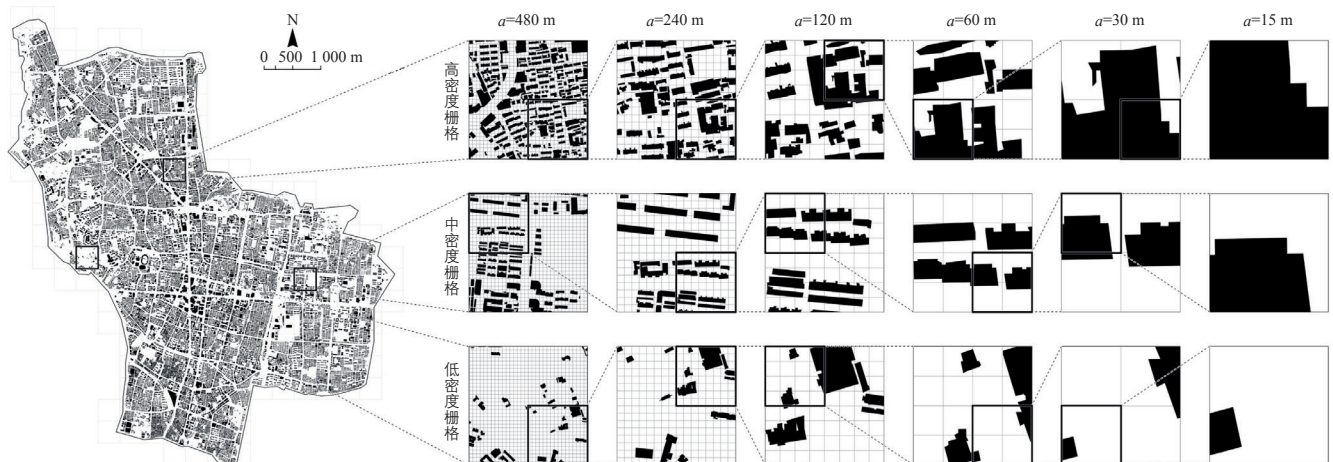 N
0 500 1 000 m
a=480 m
a=240 m
a=120 m
a=60 m
a=30 m
a=15 m
高密度栅格
中密度栅格
低密度栅格